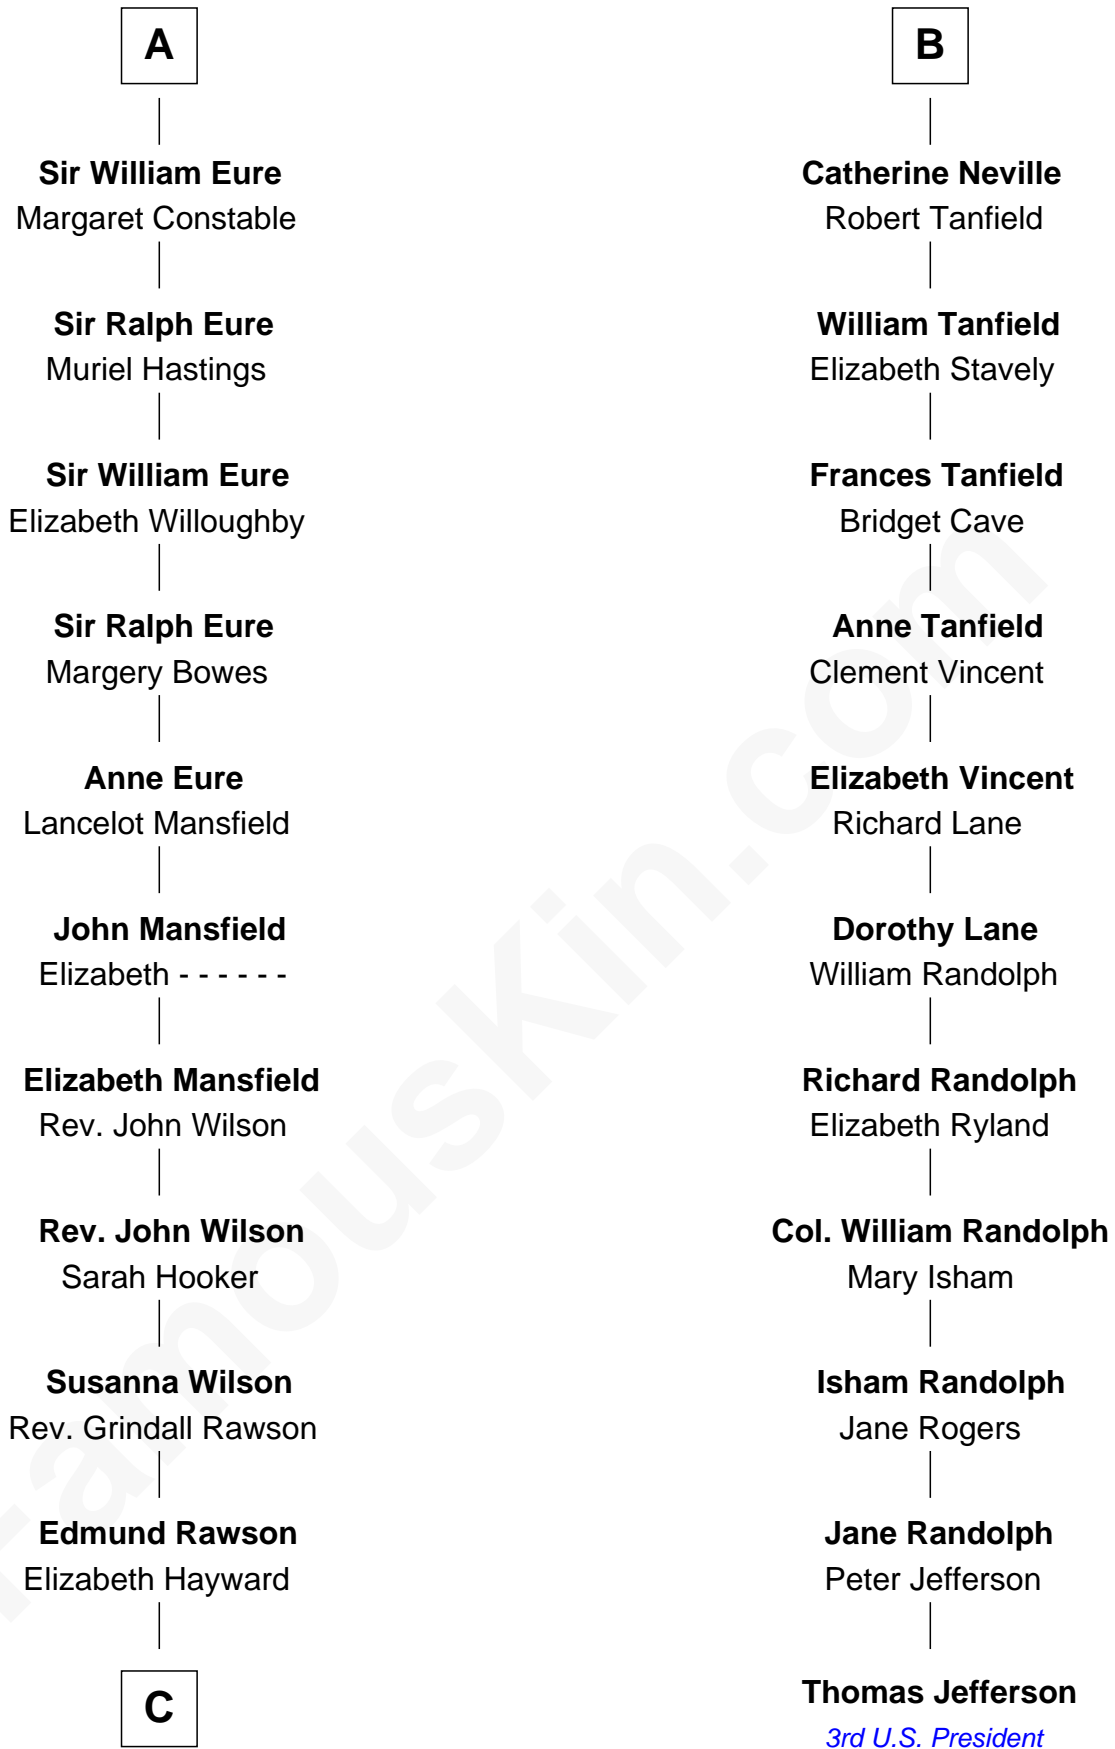 A
Sir William Eure
Margaret Constable
Sir Ralph Eure
Muriel Hastings
Sir William Eure
Elizabeth Willoughby
Sir Ralph Eure
Margery Bowes
Anne Eure
Lancelot Mansfield
John Mansfield
Elizabeth - - - - - -
Elizabeth Mansfield
Rev. John Wilson
Rev. John Wilson
Sarah Hooker
Susanna Wilson
Rev. Grindall Rawson
Edmund Rawson
Elizabeth Hayward
C
B
Catherine Neville
Robert Tanfield
William Tanfield
Elizabeth Stavely
Frances Tanfield
Bridget Cave
Anne Tanfield
Clement Vincent
Elizabeth Vincent
Richard Lane
Dorothy Lane
William Randolph
Richard Randolph
Elizabeth Ryland
Col. William Randolph
Mary Isham
Isham Randolph
Jane Rogers
Jane Randolph
Peter Jefferson
Thomas Jefferson
3rd U.S. President
FamousKin.com